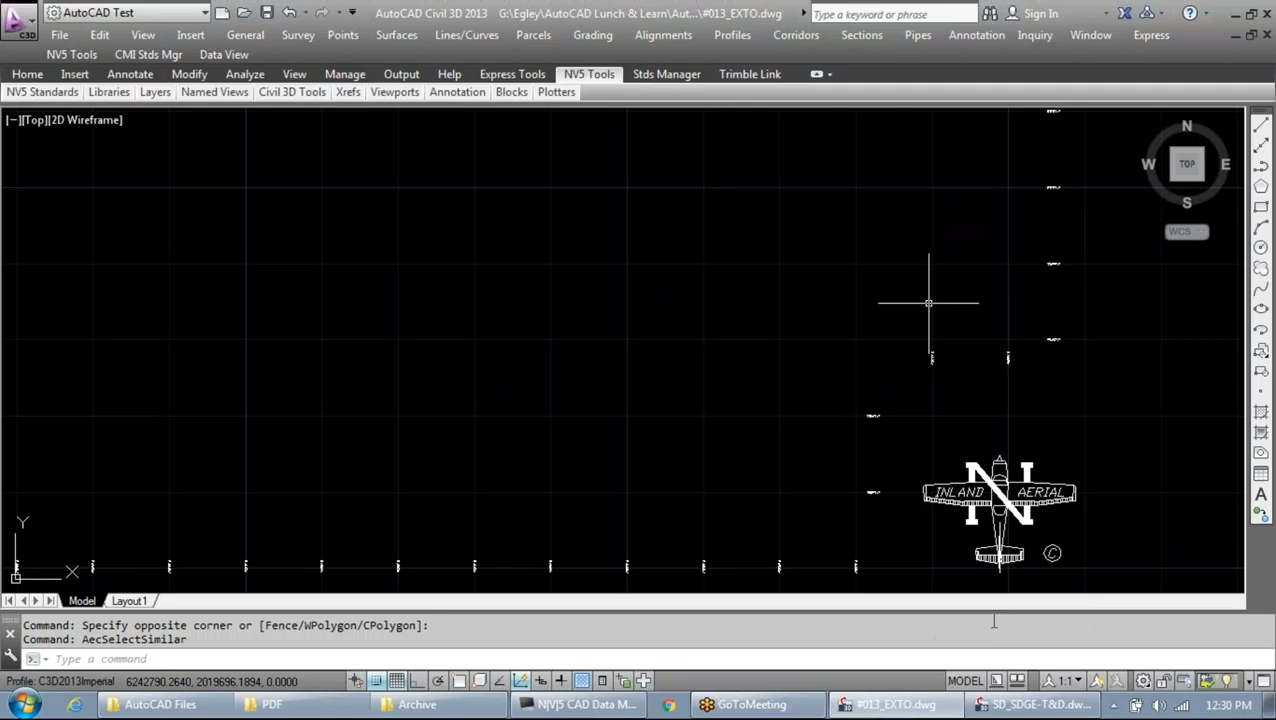 AutoCAD Test
AutoCAD Civil 3D 2013 G:\Egley\AutoCAD Lunch & Learn\Aut...\#013_EXTO.dwg
Type a keyword or phrase
Sign In
C3D
File Edit View Insert General Survey Points Surfaces Lines/Curves Parcels Grading Alignments Profiles Corridors Sections Pipes Annotation Inquiry Window Express
NV5 Tools CMI Stds Mgr Data View
Home Insert Annotate Modify Analyze View Manage Output Help Express Tools NV5 Tools Stds Manager Trimble Link
NV5 Standards Libraries Layers Named Views Civil 3D Tools Xrefs Viewports Annotation Blocks Plotters
[−][Top][2D Wireframe]
N
W TOP E
S
WCS
N I
INLAND AERIAL
C
Y
X
Model Layout1
Command: Specify opposite corner or [Fence/WPolygon/CPolygon]:
Command: AecSelectSimilar
Type a command
Profile: C3D2013Imperial 6242790.2640, 2019696.1894, 0.0000
MODEL 1:1
AutoCAD Files PDF Archive N|V|5 CAD Data M... GoToMeeting #013_EXTO.dwg SD_SDGE-T&D.dw... 12:30 PM